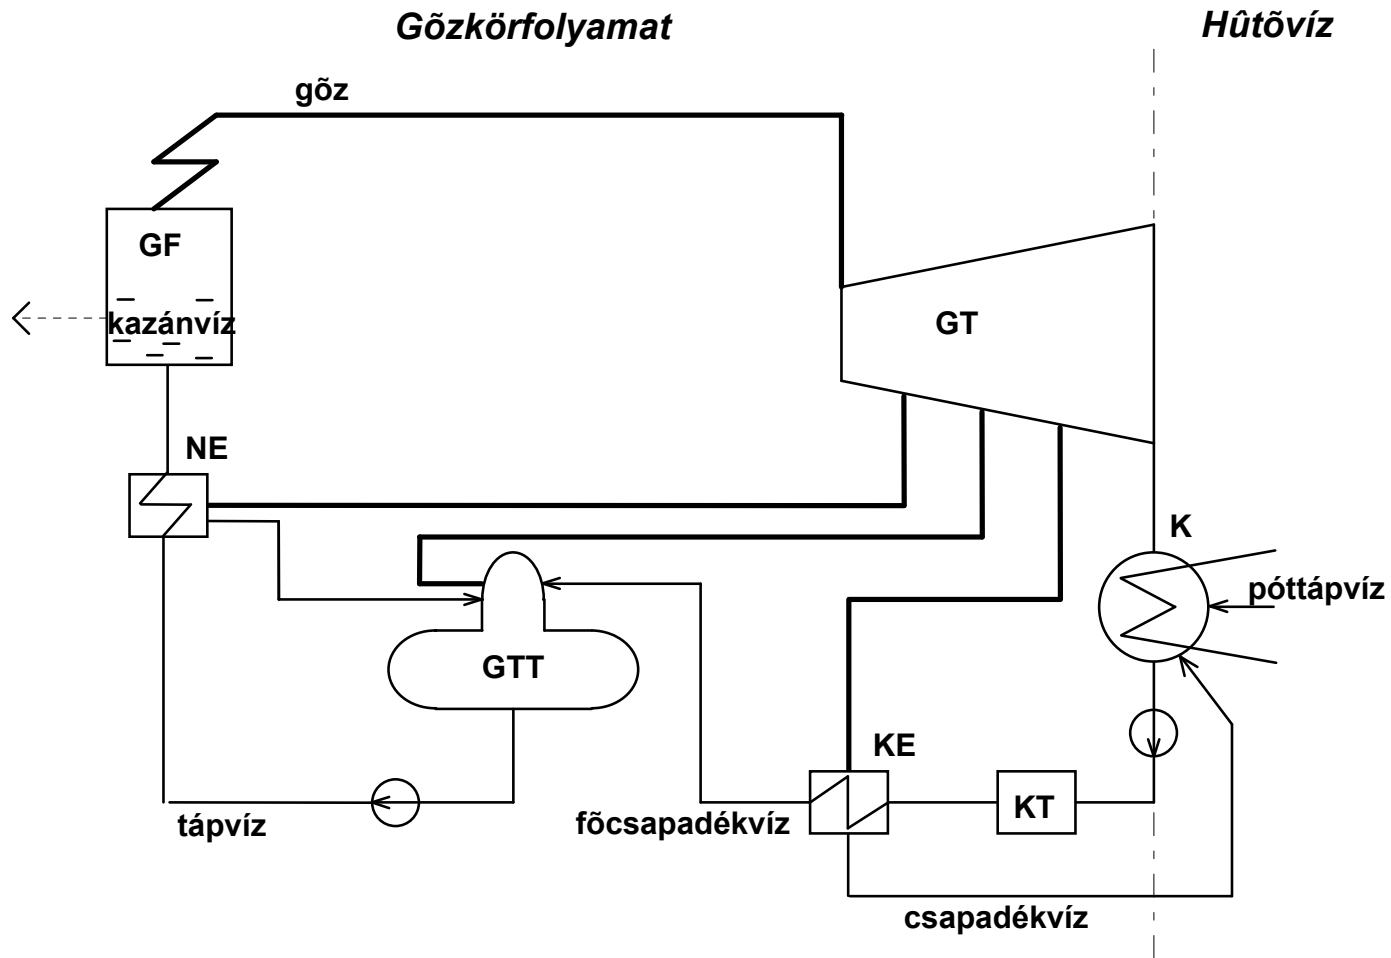 Gõzkörfolyamat
Hûtõvíz
gõz
GF
kazánvíz
GT
NE
K
póttápvíz
GTT
KE
KT
tápvíz
fõcsapadékvíz
csapadékvíz